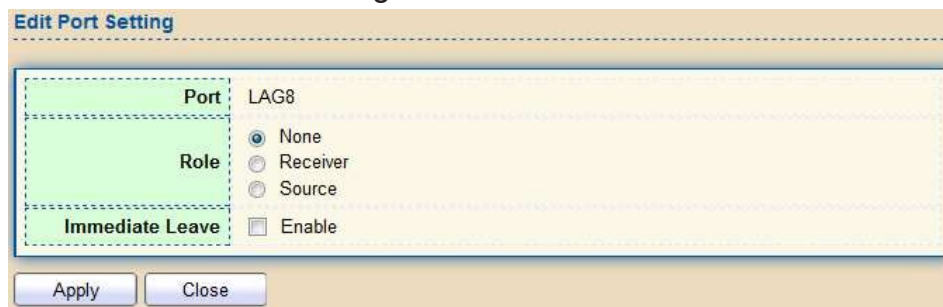 Edit Port Setting
Port LAG8
Role None
Receiver
Source
Immediate Leave Enable
Apply Close